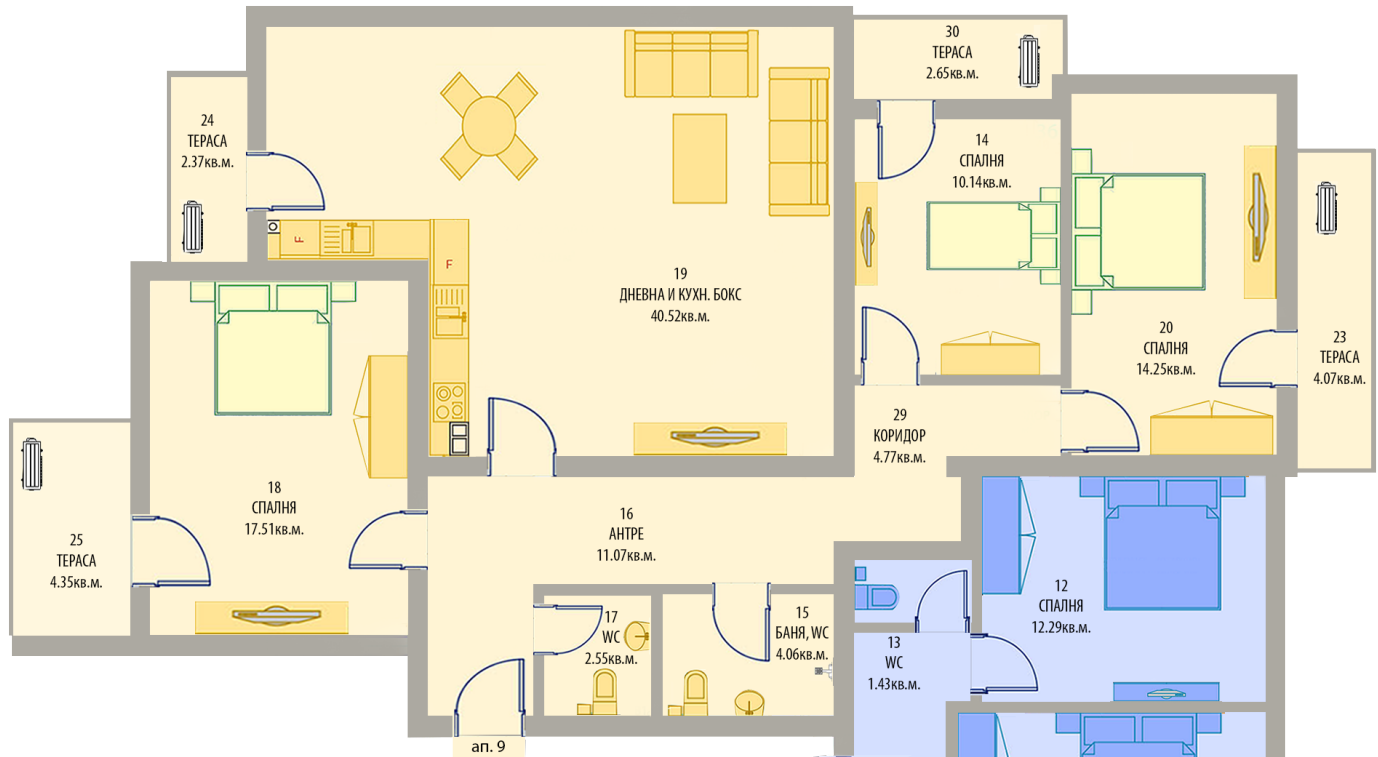 30
ТЕРАСА
2.65кв.м.
24
ТЕРАСА
2.37кв.м.
14
СПАЛНЯ
10.14кв.м.
F
F
19
ДНЕВНА И КУХН. БОКС
40.52кв.м.
20
СПАЛНЯ
14.25кв.м.
23
ТЕРАСА
4.07кв.м.
29
КОРИДОР
4.77кв.м.
18
СПАЛНЯ
17.51кв.м.
16
АНТРЕ
11.07кв.м.
25
ТЕРАСА
4.35кв.м.
12
СПАЛНЯ
12.29кв.м.
17
WC
2.55кв.м.
15
БАНЯ, WC
4.06кв.м.
13
WC
1.43кв.м.
ап. 9